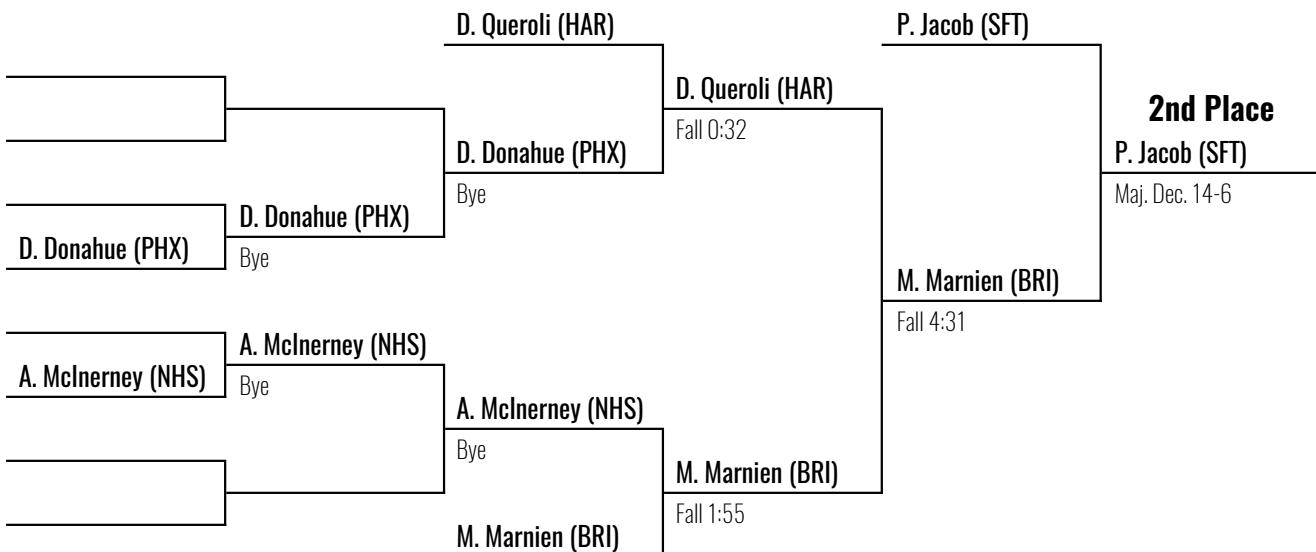 D. Queroli (HAR)
P. Jacob (SFT)
D. Queroli (HAR)
Fall 0:32
2nd Place
D. Donahue (PHX)
Bye
P. Jacob (SFT)
Maj. Dec. 14-6
D. Donahue (PHX)
Bye
D. Donahue (PHX)
M. Marnien (BRI)
Fall 4:31
A. McInerney (NHS)
Bye
A. McInerney (NHS)
A. McInerney (NHS)
Bye
M. Marnien (BRI)
Fall 1:55
M. Marnien (BRI)